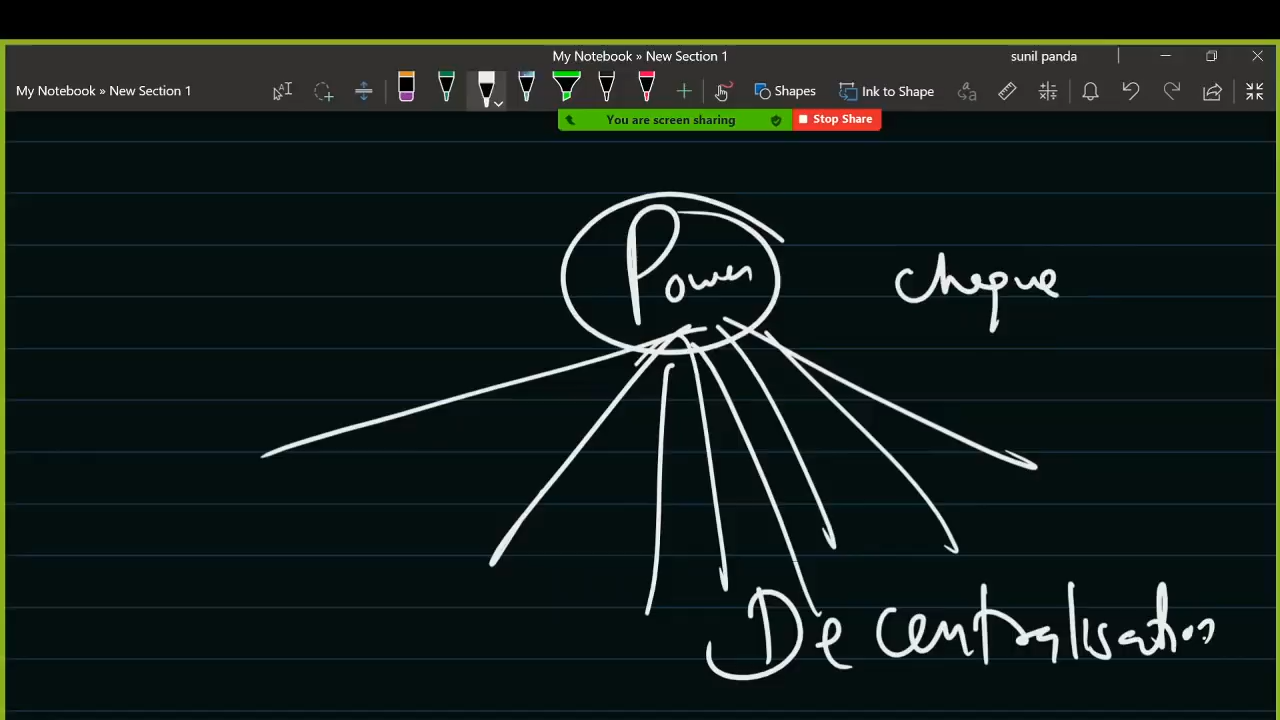 My Notebook » New Section 1
sunil panda
My Notebook » New Section 1
Shapes
Ink to Shape
You are screen sharing
Stop Share
Power
cheque
Decentralisation